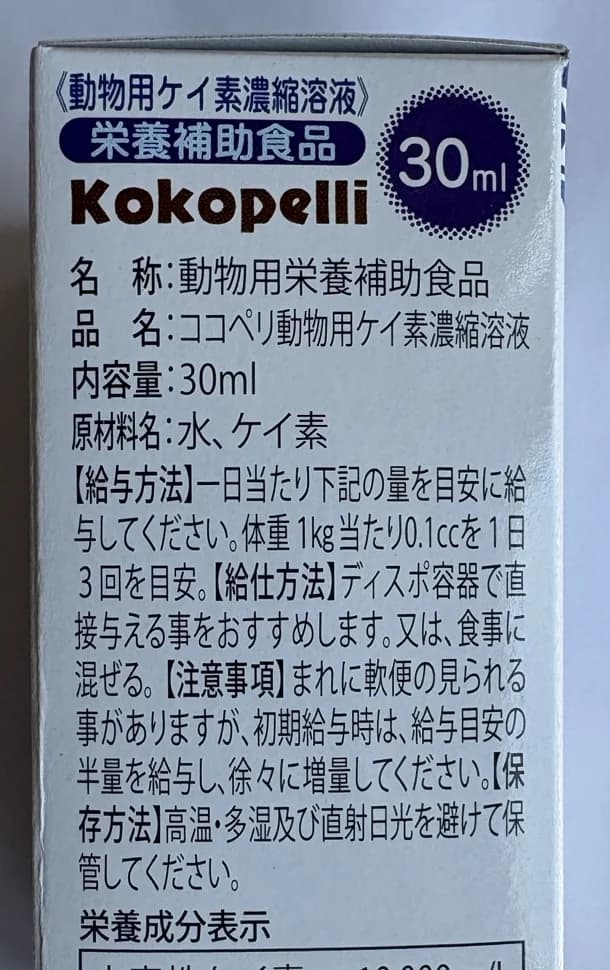 《動物用ケイ素濃縮溶液》
栄養補助食品
30ml
Kokopelli
名 称:動物用栄養補助食品
品 名:ココペリ動物用ケイ素濃縮溶液
内容量:30ml
原材料名:水、ケイ素
【給与方法】一日当たり下記の量を目安に給
与してください。体重1kg当たり0.1ccを1日
3回を目安。【給仕方法】ディスポ容器で直
接与える事をおすすめします。又は、食事に
混ぜる。【注意事項】まれに軟便の見られる
事がありますが、初期給与時は、給与目安の
半量を給与し、徐々に増量してください。【保
存方法】高温・多湿及び直射日光を避けて保
管してください。
栄養成分表示